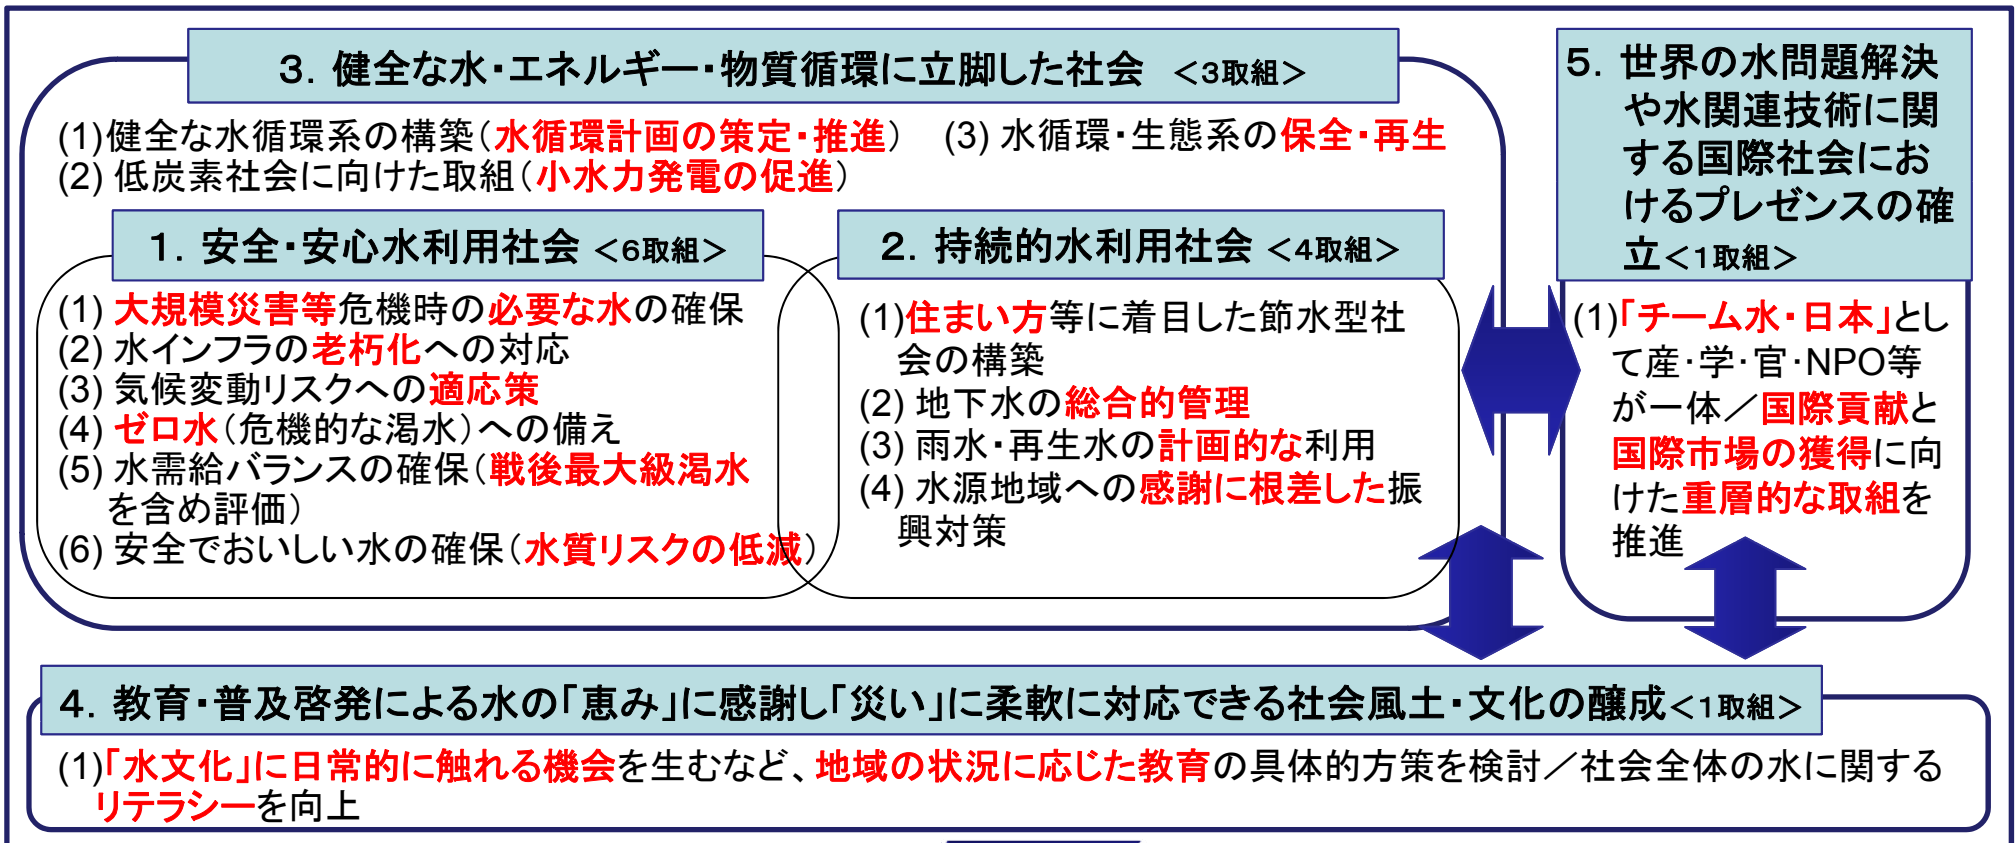 3．健全な水・エネルギー・物質循環に立脚した社会 ＜3取組＞
(1)健全な水循環系の構築（水循環計画の策定・推進） (3) 水循環・生態系の保全・再生
(2) 低炭素社会に向けた取組（小水力発電の促進）
1．安全・安心水利用社会 ＜6取組＞
(1) 大規模災害等危機時の必要な水の確保
(2) 水インフラの老朽化への対応
(3) 気候変動リスクへの適応策
(4) ゼロ水（危機的な渇水）への備え
(5) 水需給バランスの確保（戦後最大級渇水
を含め評価）
(6) 安全でおいしい水の確保（水質リスクの低減）
2．持続的水利用社会 ＜4取組＞
(1)住まい方等に着目した節水型社
会の構築
(2) 地下水の総合的管理
(3) 雨水・再生水の計画的な利用
(4) 水源地域への感謝に根差した振
興対策
5．世界の水問題解決
や水関連技術に関
する国際社会にお
けるプレゼンスの確
立＜1取組＞
(1)「チーム水・日本」とし
て産・学・官・NPO等
が一体／国際貢献と
国際市場の獲得に向
けた重層的な取組を
推進
4．教育・普及啓発による水の「恵み」に感謝し「災い」に柔軟に対応できる社会風土・文化の醸成＜1取組＞
(1)「水文化」に日常的に触れる機会を生むなど、地域の状況に応じた教育の具体的方策を検討／社会全体の水に関する
リテラシーを向上